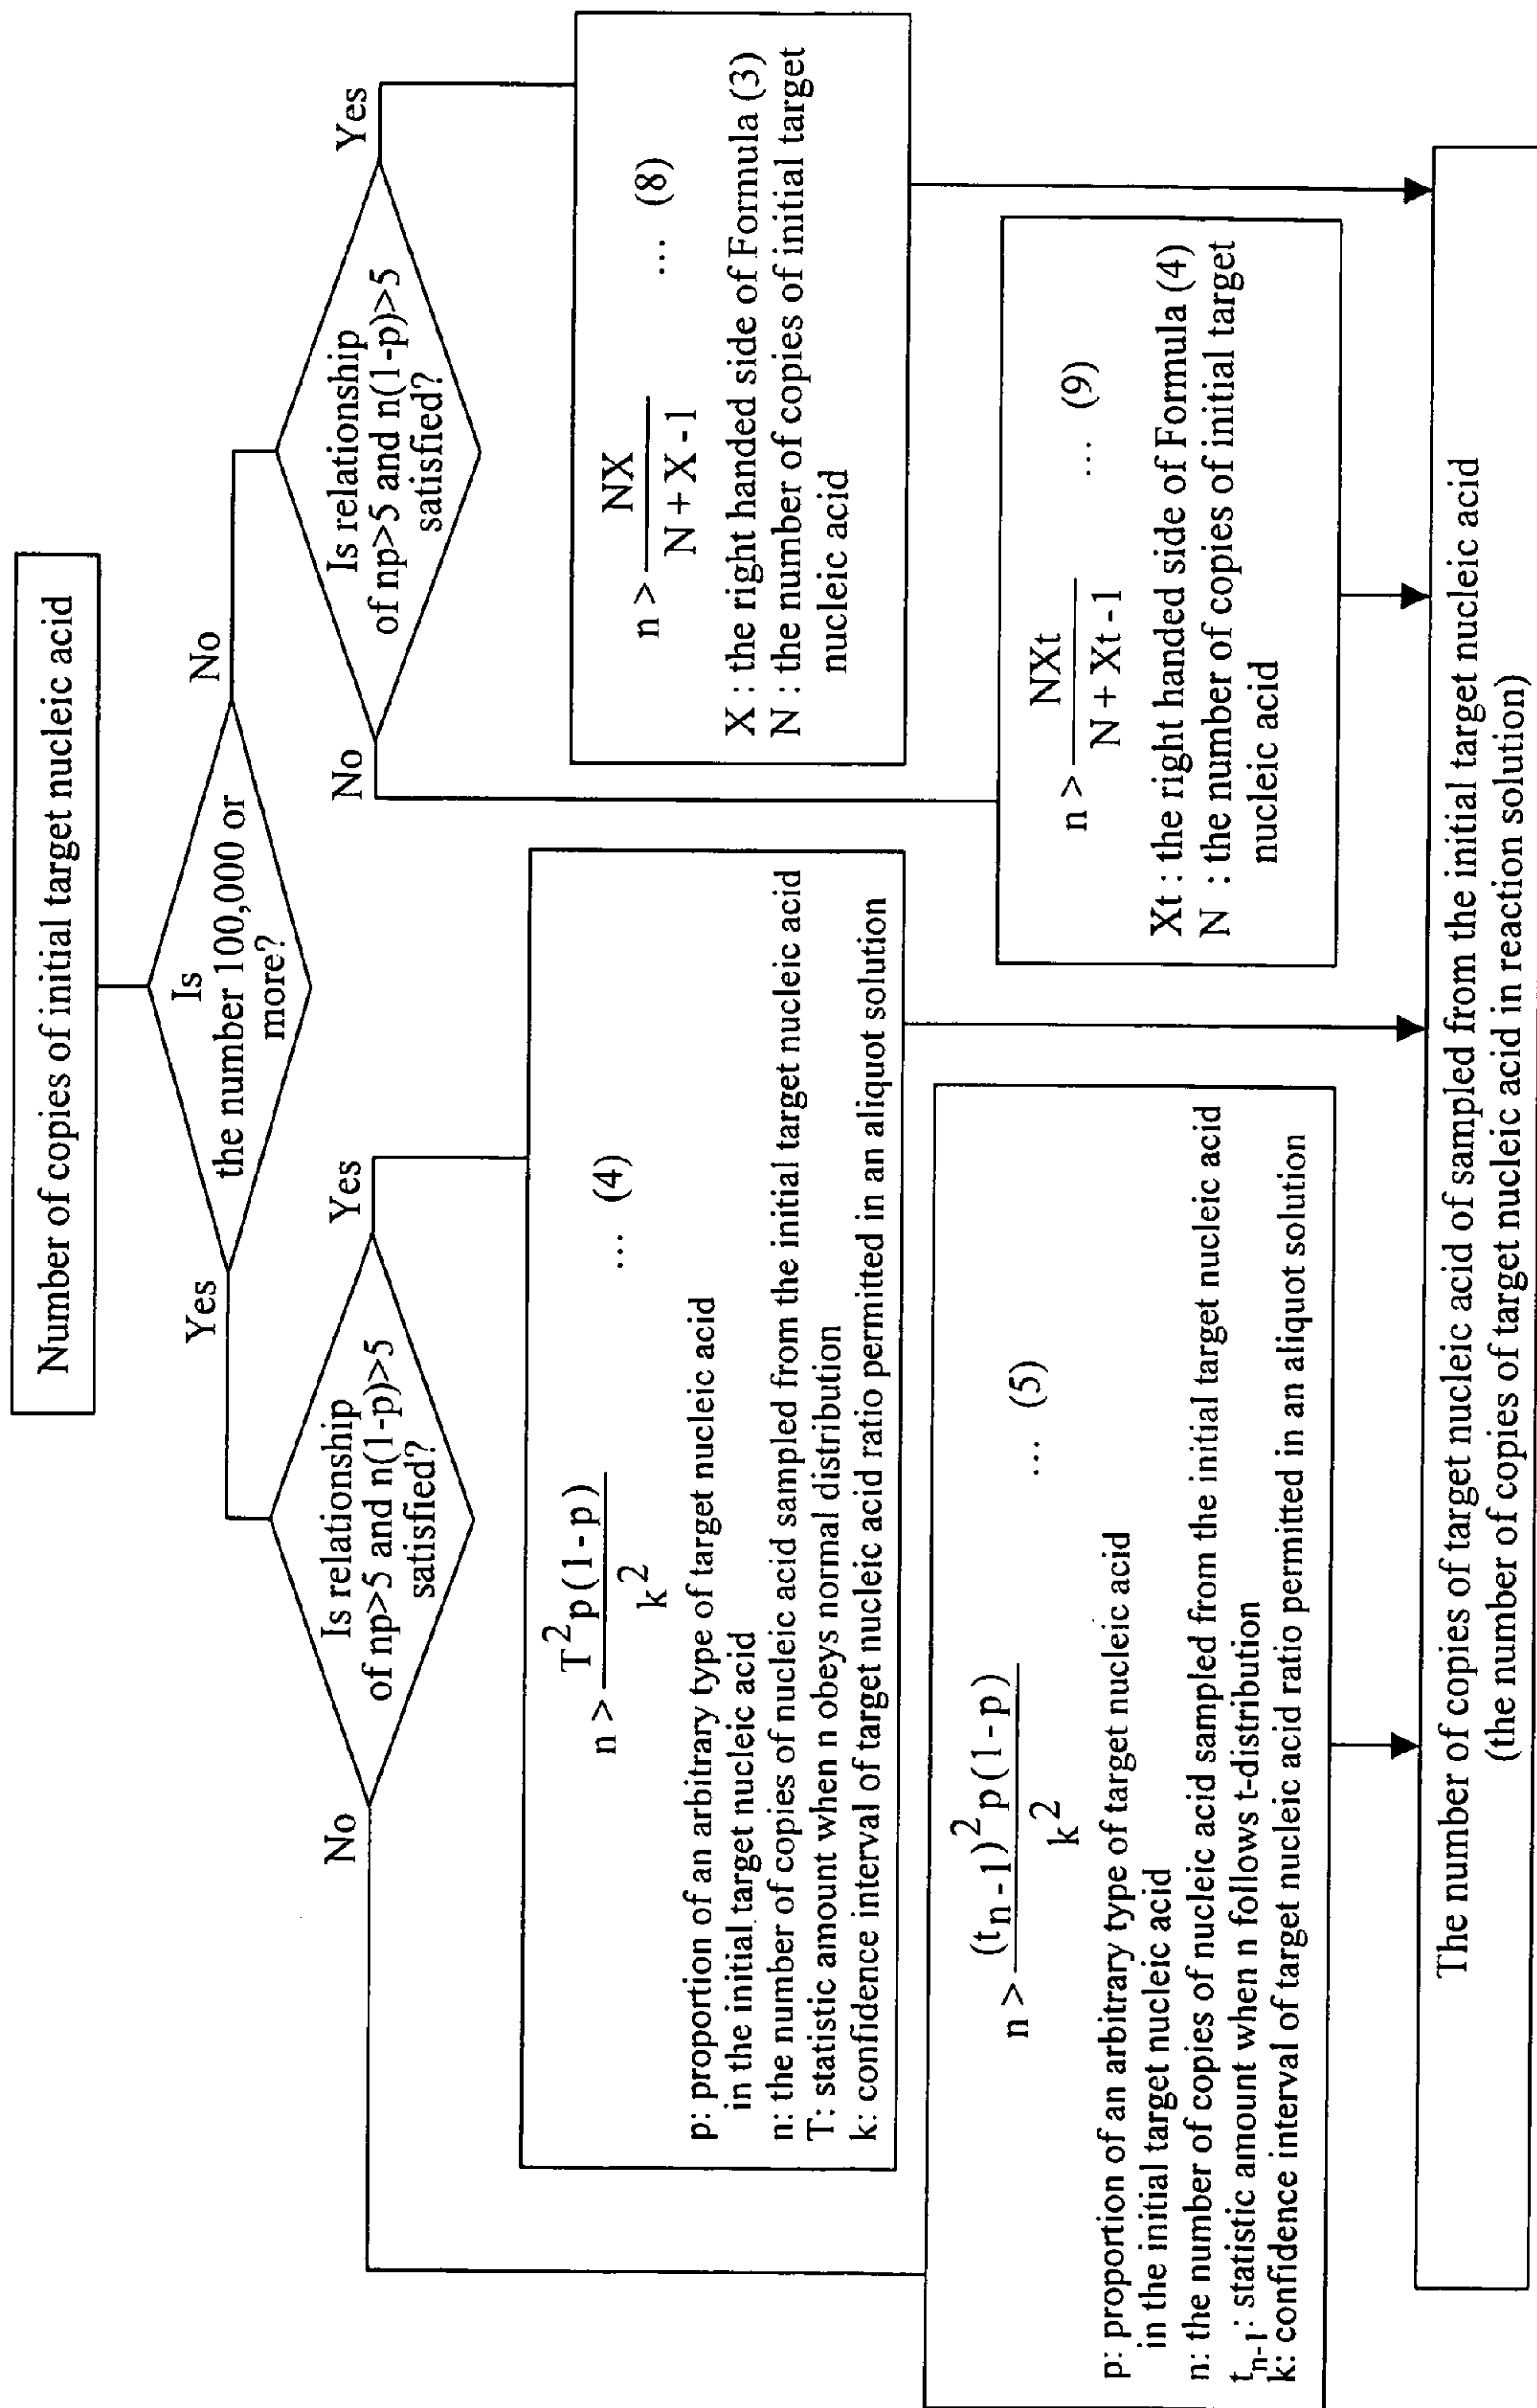 Number of copies of initial target nucleic acid
Is
the number 100,000 or
more?
Yes
No
Is relationship
of np>5 and n(1-p)>5
satisfied?
No
Yes
n > T²p(1-p) / k² … (4)
p: proportion of an arbitrary type of target nucleic acid
in the initial target nucleic acid
n: the number of copies of nucleic acid sampled from the initial target nucleic acid
T: statistic amount when n obeys normal distribution
k: confidence interval of target nucleic acid ratio permitted in an aliquot solution
n > (tₙ₋₁)²p(1-p) / k² … (5)
p: proportion of an arbitrary type of target nucleic acid
in the initial target nucleic acid
n: the number of copies of nucleic acid sampled from the initial target nucleic acid
tₙ₋₁: statistic amount when n follows t-distribution
k: confidence interval of target nucleic acid ratio permitted in an aliquot solution
Is relationship
of np>5 and n(1-p)>5
satisfied?
No
Yes
n > NX / N + X -1 … (8)
X : the right handed side of Formula (3)
N : the number of copies of initial target
nucleic acid
n > NXt / N + Xt -1 … (9)
Xt : the right handed side of Formula (4)
N : the number of copies of initial target
nucleic acid
The number of copies of target nucleic acid of sampled from the initial target nucleic acid
(the number of copies of target nucleic acid in reaction solution)